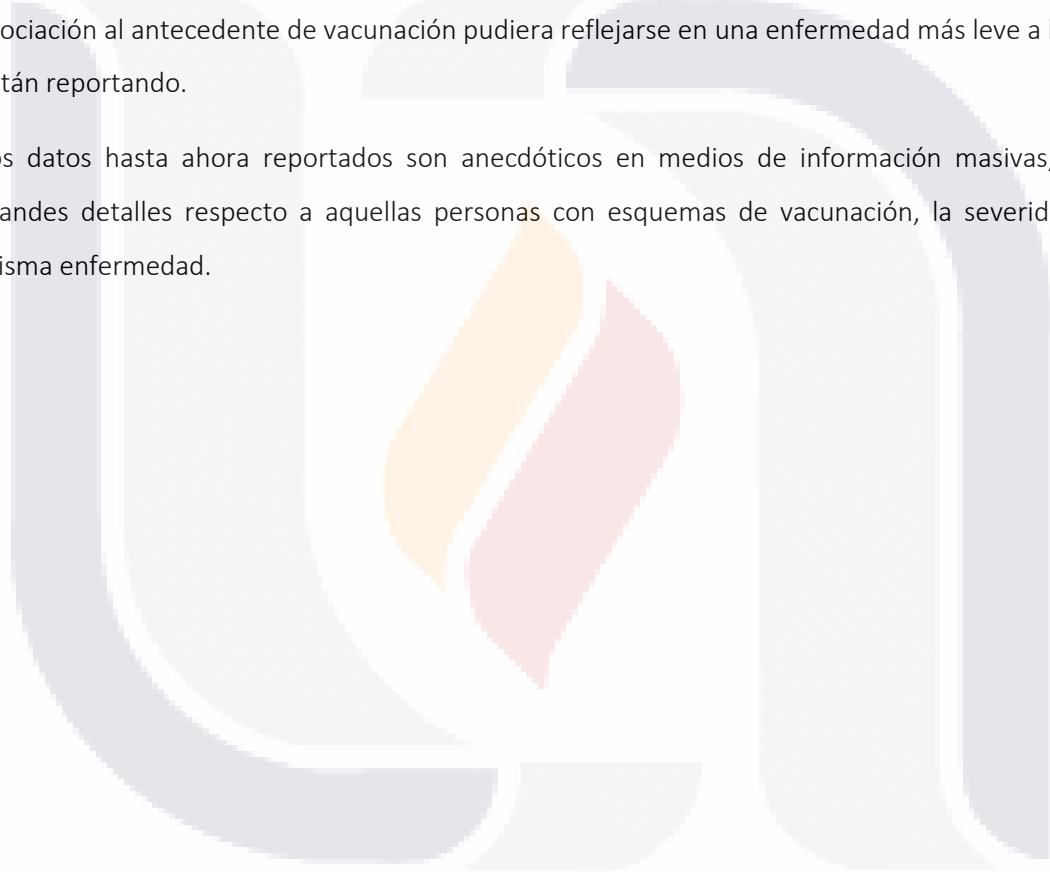 ociación al antecedente de vacunación pudiera reflejarse en una enfermedad más leve a l
tán reportando.
os datos hasta ahora reportados son anecdóticos en medios de información masivas,
andes detalles respecto a aquellas personas con esquemas de vacunación, la severid
isma enfermedad.